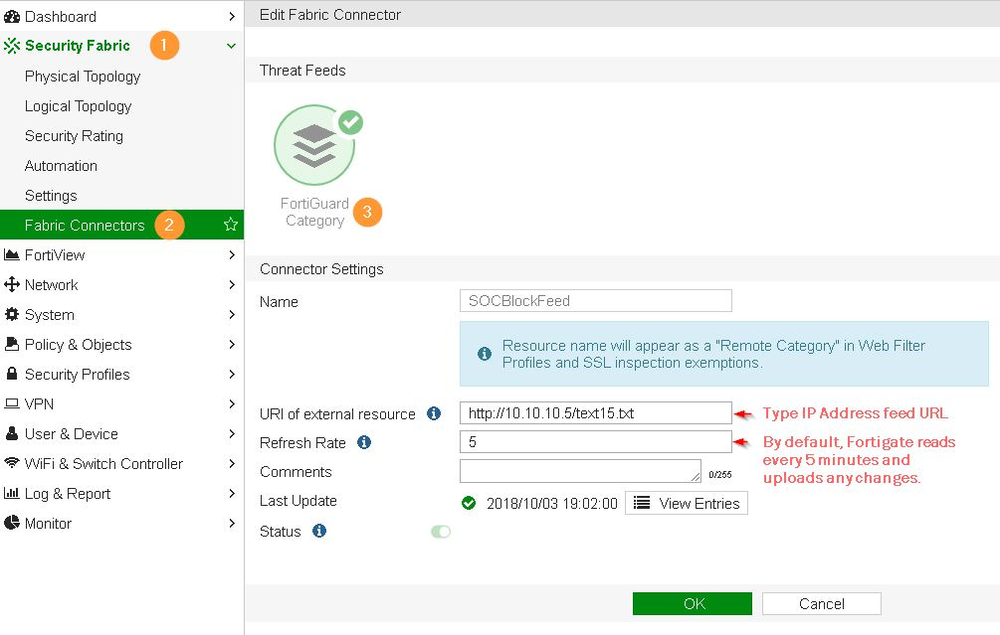 Dashboard
Security Fabric
1
Physical Topology
Logical Topology
Security Rating
Automation
Settings
Fabric Connectors
2
FortiView
Network
System
Policy & Objects
Security Profiles
VPN
User & Device
WiFi & Switch Controller
Log & Report
Monitor
Edit Fabric Connector
Threat Feeds
FortiGuard
Category
3
Connector Settings
Name
SOCBlockFeed
Resource name will appear as a "Remote Category" in Web Filter
Profiles and SSL inspection exemptions.
URI of external resource
http://10.10.10.5/text15.txt
Type IP Address feed URL
Refresh Rate
5
By default, Fortigate reads
every 5 minutes and
uploads any changes.
Comments
0/255
Last Update
2018/10/03 19:02:00
View Entries
Status
OK
Cancel